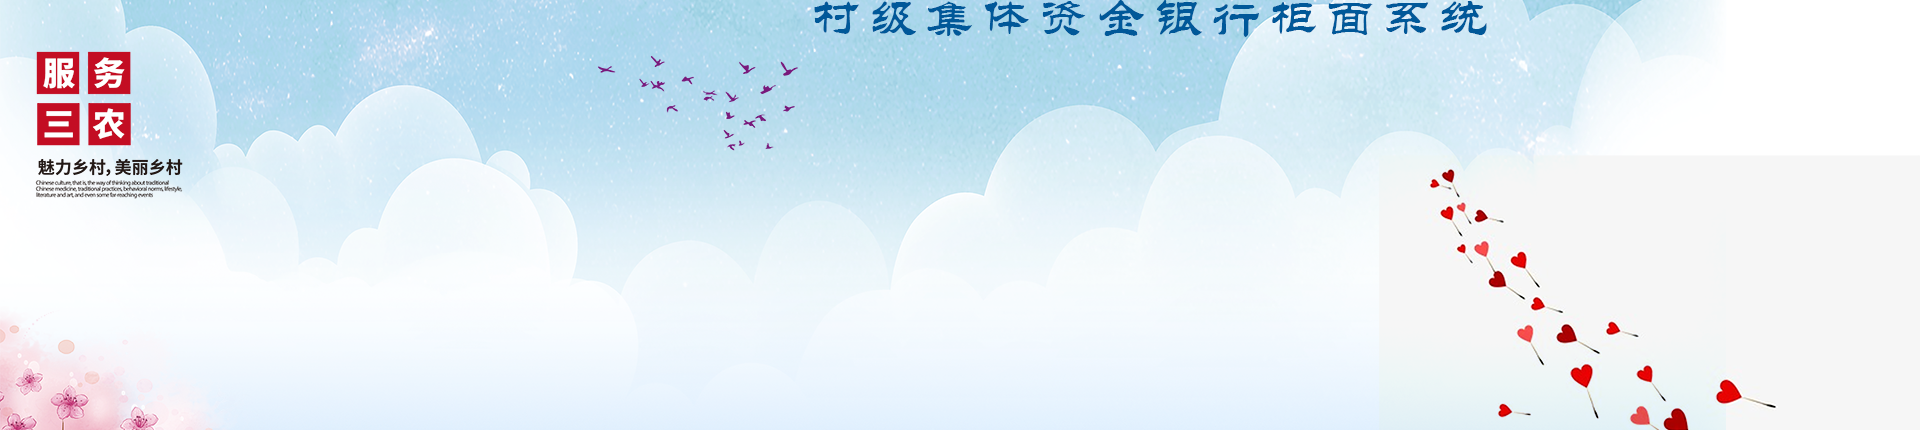 村级集体资金银行柜面系统
服务
三农
魅力乡村，美丽乡村
Chinese culture, that is, the way of thinking about traditional
Chinese medicine, traditional practices, behavioral norms, lifestyle,
literature and art, and even some far reaching events